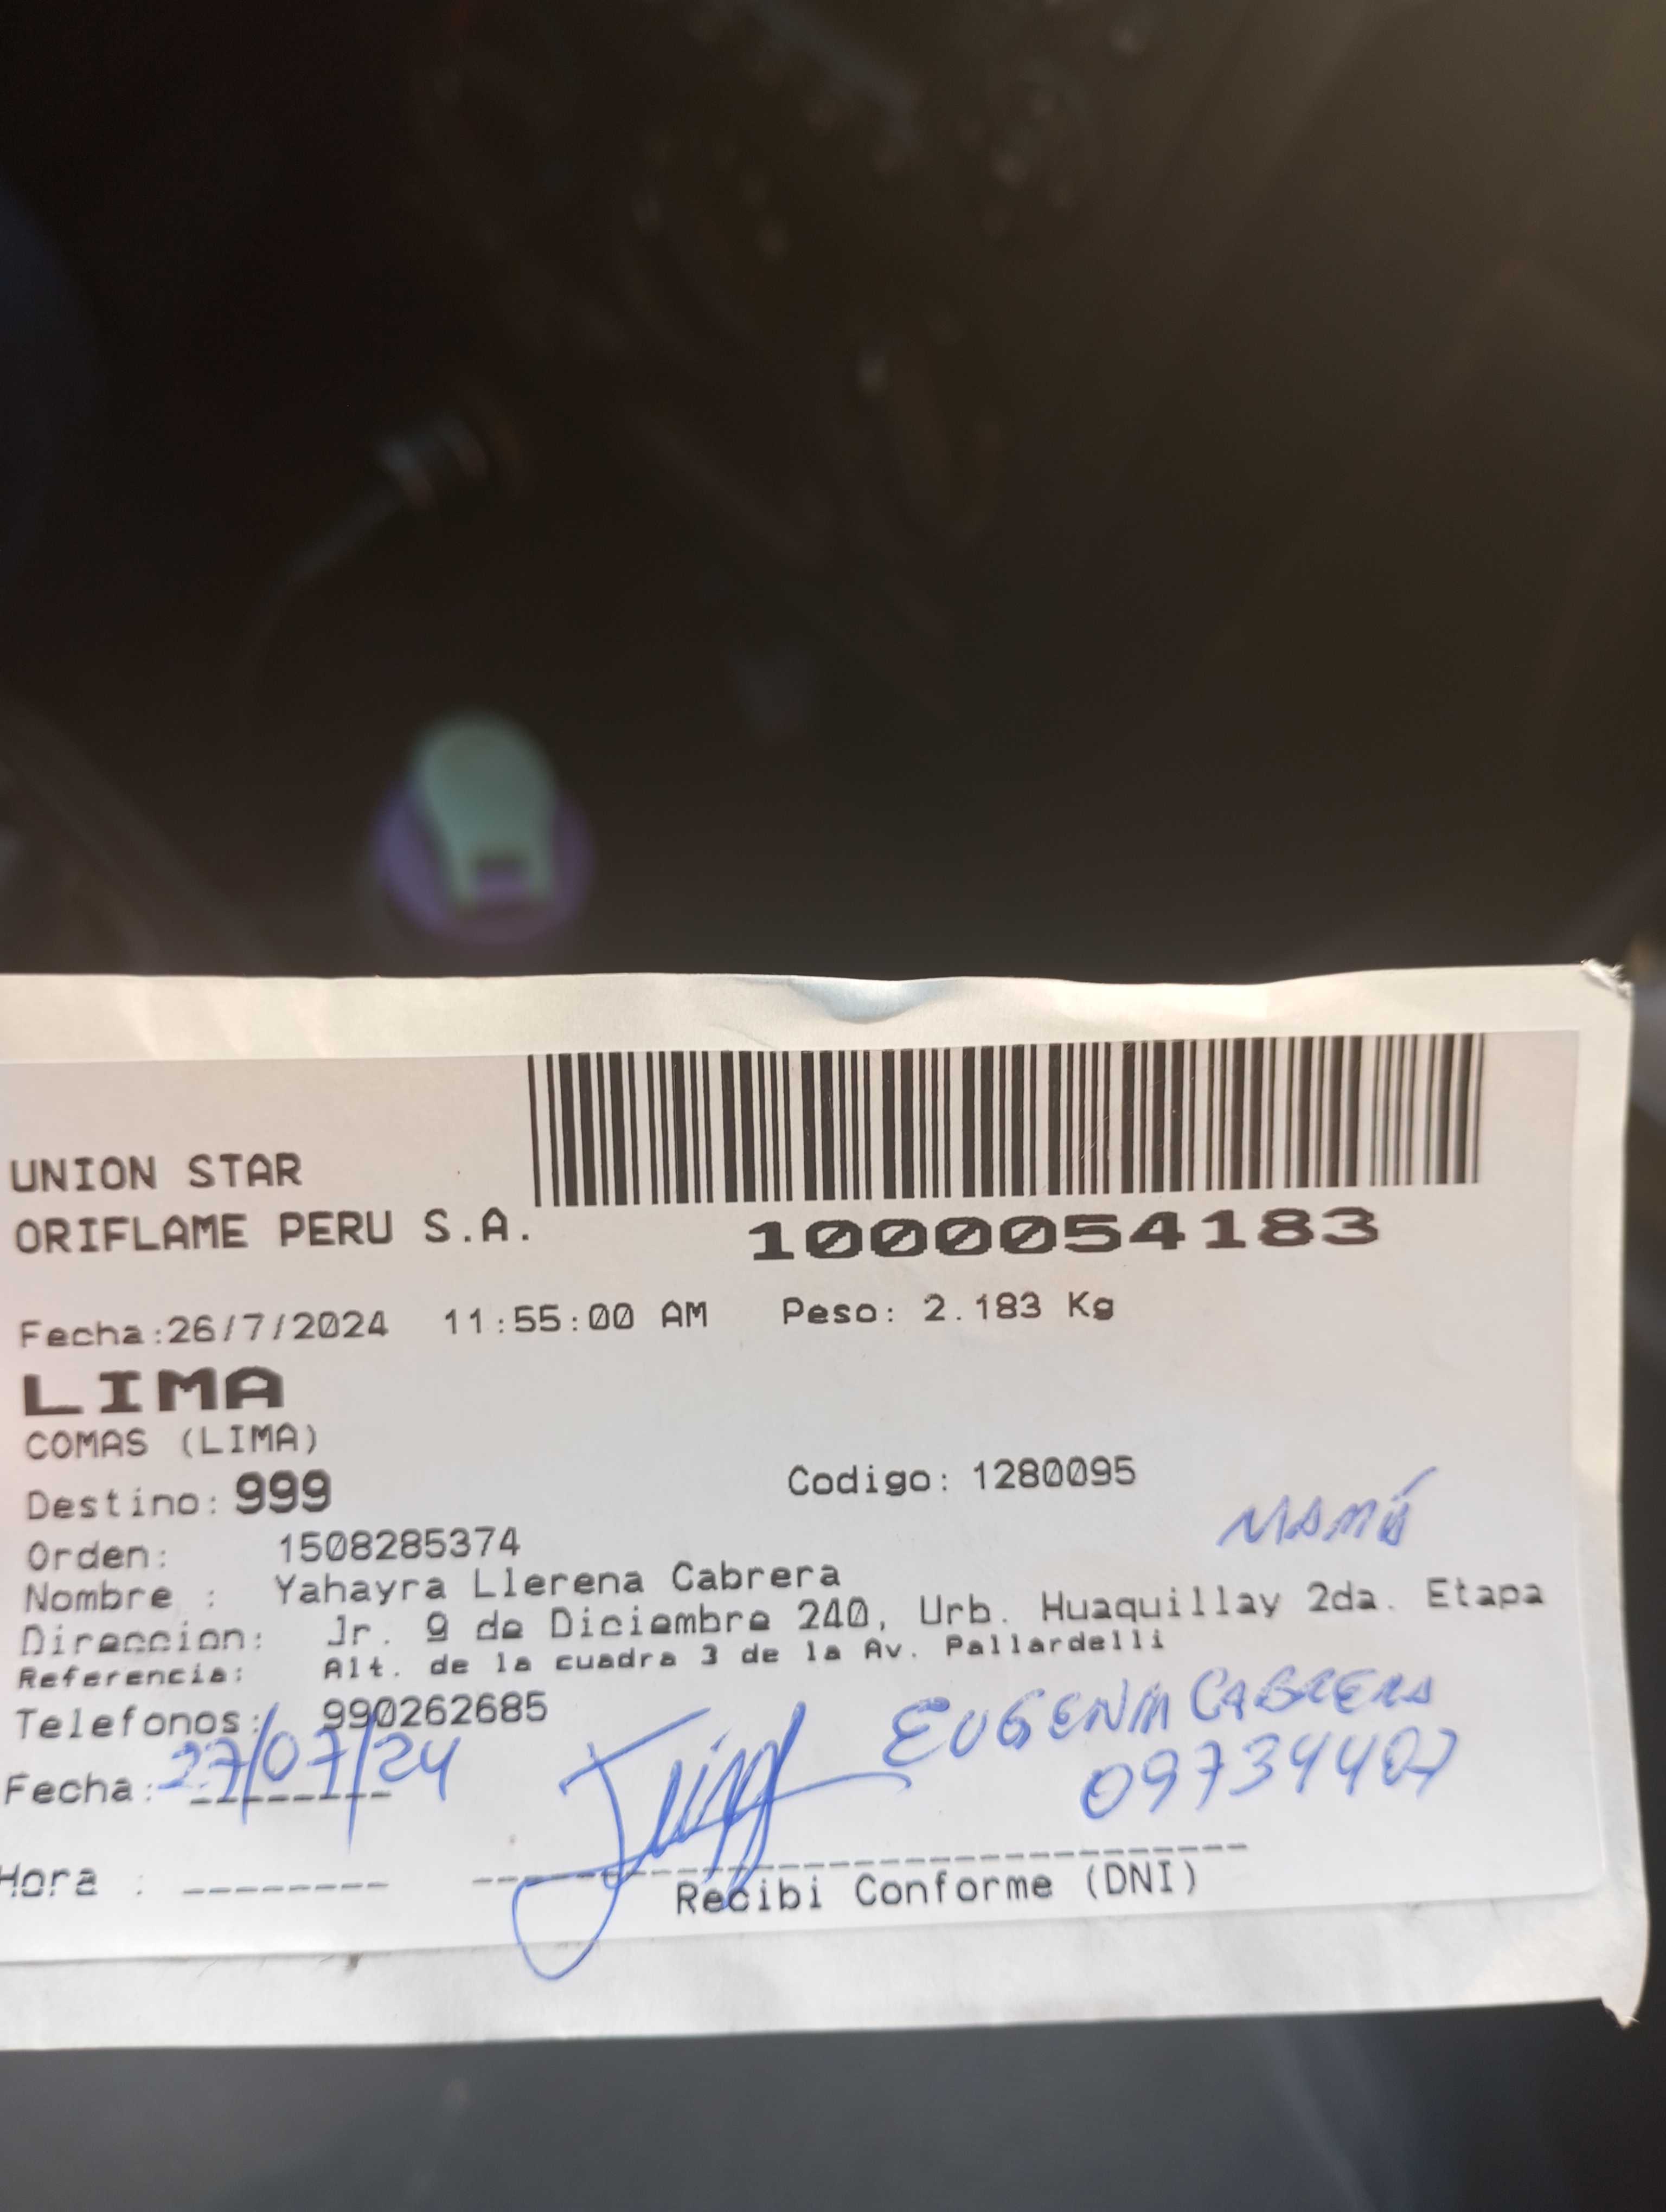 UNION STAR
ORIFLAME PERU S.A.
1000054183
Fecha:26/7/2024 11:55:00 AM Peso: 2.183 Kg
LIMA
COMAS (LIMA)
Destino: 999 Codigo: 1280095
MAMÁ
Orden: 1508285374
Nombre : Yahayra Llerena Cabrera
Direccion: Jr. 9 de Diciembre 240, Urb. Huaquillay 2da. Etapa
Referencia: Alt. de la cuadra 3 de la Av. Pallardelli
Telefonos: 990262685
EUGENIA CABRERA
Fecha: 27/07/24
Hora :
Recibi Conforme (DNI)